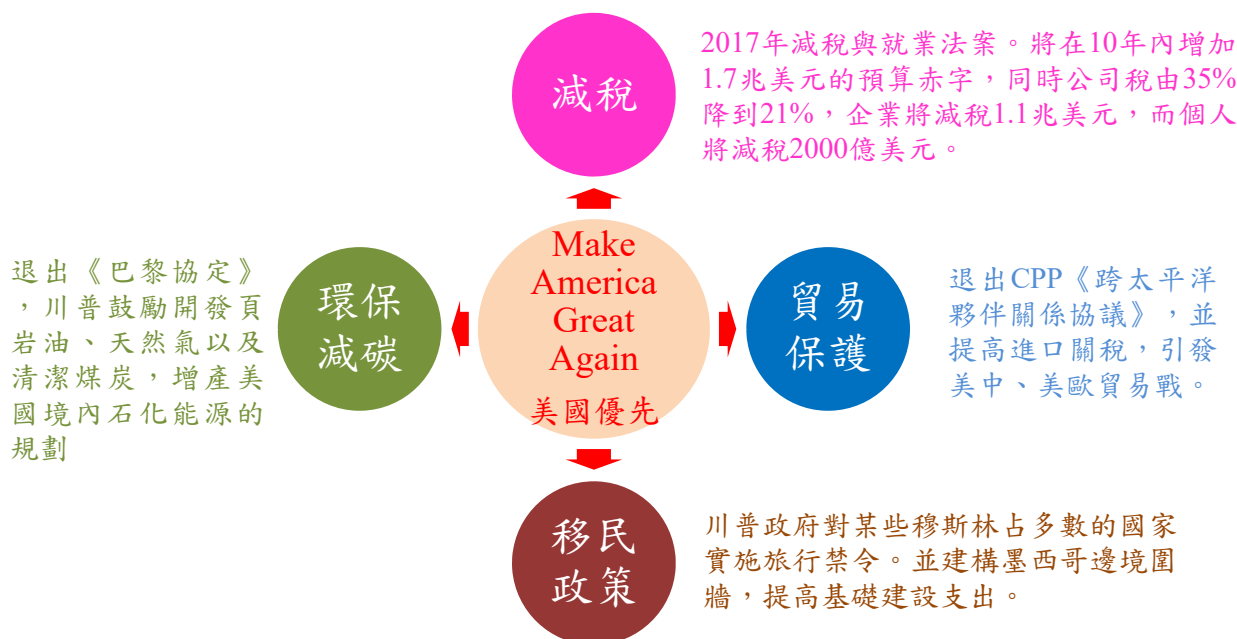 減稅
2017年減稅與就業法案。將在10年內增加
1.7兆美元的預算赤字，同時公司稅由35%
降到21%，企業將減稅1.1兆美元，而個人
將減稅2000億美元。
退出《巴黎協定》
，川普鼓勵開發頁
岩油、天然氣以及
清潔煤炭，增產美
國境內石化能源的
規劃
環保
減碳
Make
America
Great
Again
美國優先
貿易
保護
退出CPP《跨太平洋
夥伴關係協議》，並
提高進口關稅，引發
美中、美歐貿易戰。
移民
政策
川普政府對某些穆斯林占多數的國家
實施旅行禁令。並建構墨西哥邊境圍
牆，提高基礎建設支出。